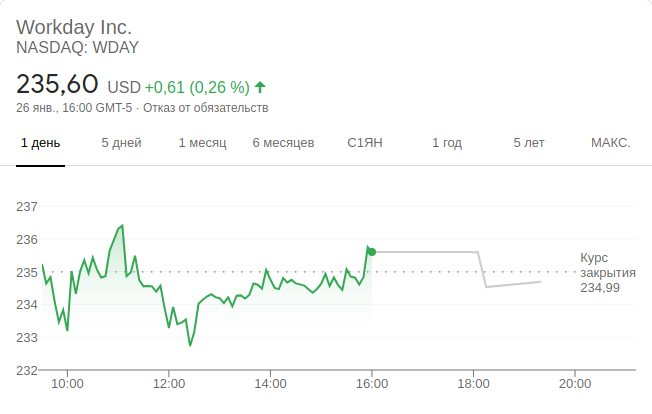 Workday Inc.
NASDAQ: WDAY
235,60 USD +0,61 (0,26 %)
26 янв., 16:00 GMT-5 · Отказ от обязательств
1 день 5 дней 1 месяц 6 месяцев С1ЯН 1 год 5 лет МАКС.
237
236
235
234
233
232
Курс
закрытия
234,99
10:00 12:00 14:00 16:00 18:00 20:00